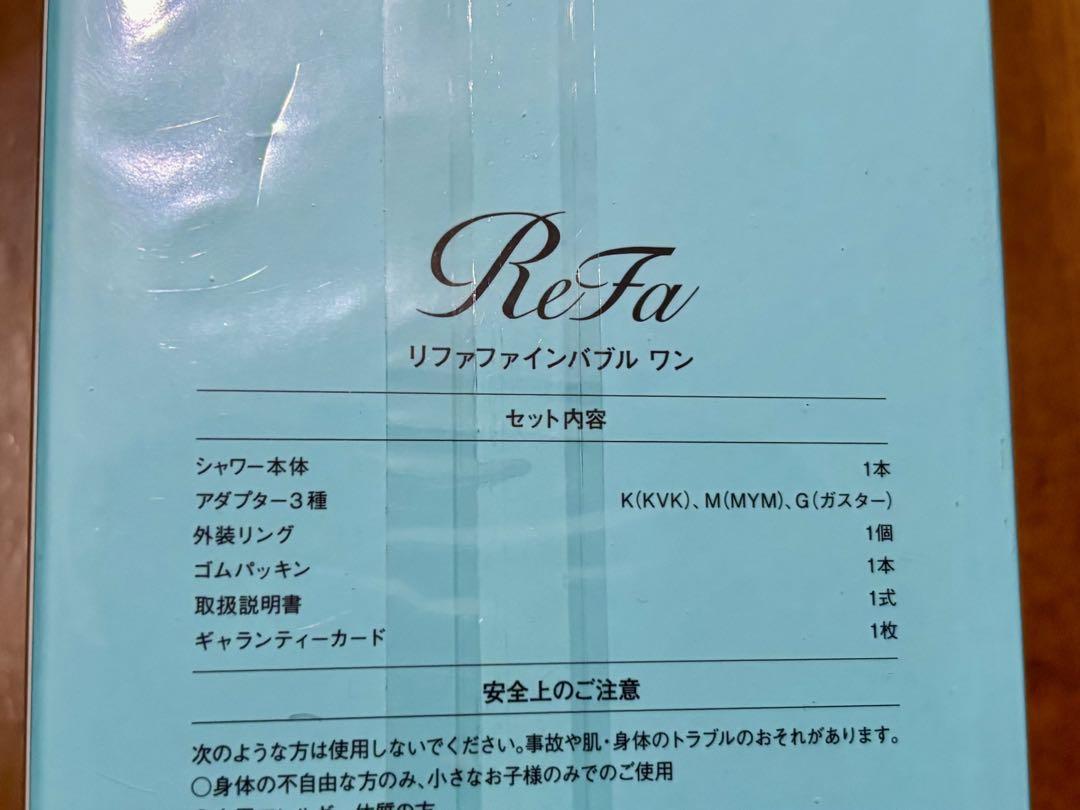 ReFa
リファファインバブル ワン
セット内容
シャワー本体 1本
アダプター3種 K(KVK)、M(MYM)、G(ガスター)
外装リング 1個
ゴムパッキン 1本
取扱説明書 1式
ギャランティーカード 1枚
安全上のご注意
次のような方は使用しないでください。事故や肌・身体のトラブルのおそれがあります。
○身体の不自由な方のみ、小さなお子様のみでのご使用